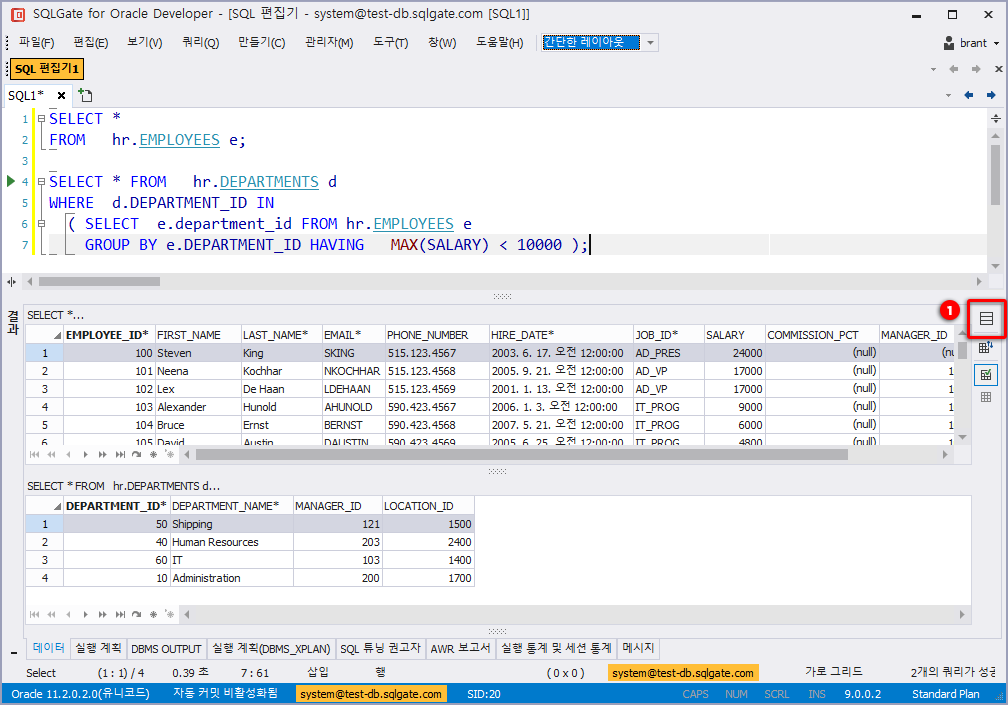 SQLGate for Oracle Developer - [SQL 편집기 - system@test-db.sqlgate.com [SQL1]]
파일(F) 편집(E) 보기(V) 쿼리(Q) 만들기(C) 관리자(M) 도구(T) 창(W) 도움말(H) 간단한 레이아웃 brant
SQL 편집기1
SQL1*
1 SELECT *
2 FROM hr.EMPLOYEES e;
3
4 SELECT * FROM hr.DEPARTMENTS d
5 WHERE d.DEPARTMENT_ID IN
6 ( SELECT e.department_id FROM hr.EMPLOYEES e
7 GROUP BY e.DEPARTMENT_ID HAVING MAX(SALARY) < 10000 );
결과
SELECT *...
1
EMPLOYEE_ID* FIRST_NAME LAST_NAME* EMAIL* PHONE_NUMBER HIRE_DATE* JOB_ID* SALARY COMMISSION_PCT MANAGER_ID
1 100 Steven King SKING 515.123.4567 2003. 6. 17. 오전 12:00:00 AD_PRES 24000 (null) (nu
2 101 Neena Kochhar NKOCHHAR 515.123.4568 2005. 9. 21. 오전 12:00:00 AD_VP 17000 (null) 1
3 102 Lex De Haan LDEHAAN 515.123.4569 2001. 1. 13. 오전 12:00:00 AD_VP 17000 (null) 1
4 103 Alexander Hunold AHUNOLD 590.423.4567 2006. 1. 3. 오전 12:00:00 IT_PROG 9000 (null) 1
5 104 Bruce Ernst BERNST 590.423.4568 2007. 5. 21. 오전 12:00:00 IT_PROG 6000 (null) 1
6 105 David Austin DAUSTIN 590.423.4569 2005. 6. 25. 오전 12:00:00 IT_PROG 4800 (null) 1
SELECT * FROM hr.DEPARTMENTS d...
DEPARTMENT_ID* DEPARTMENT_NAME* MANAGER_ID LOCATION_ID
1 50 Shipping 121 1500
2 40 Human Resources 203 2400
3 60 IT 103 1400
4 10 Administration 200 1700
데이터 실행 계획 DBMS OUTPUT 실행 계획(DBMS_XPLAN) SQL 튜닝 권고자 AWR 보고서 실행 통계 및 세션 통계 메시지
Select (1 : 1) / 4 0.39 초 7 : 61 삽입 행 ( 0 x 0 ) system@test-db.sqlgate.com 가로 그리드 2개의 쿼리가 성공
Oracle 11.2.0.2.0(유니코드) 자동 커밋 비활성화됨 system@test-db.sqlgate.com SID:20 CAPS NUM SCRL INS 9.0.0.2 Standard Plan